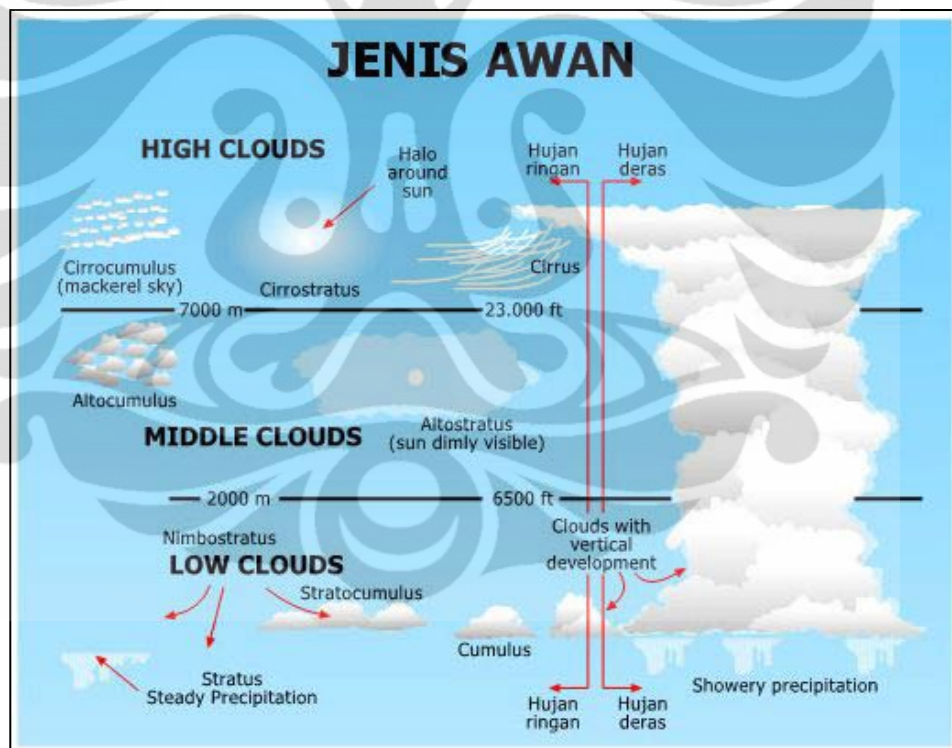 JENIS AWAN
HIGH CLOUDS
Halo
around
sun
Hujan
ringan
Hujan
deras
Cirrocumulus
(mackerel sky)
Cirrostratus
Cirrus
7000 m
23.000 ft
Altocumulus
Altostratus
(sun dimly visible)
MIDDLE CLOUDS
2000 m
6500 ft
Nimbostratus
LOW CLOUDS
Clouds with
vertical
development
Stratocumulus
Cumulus
Stratus
Steady Precipitation
Showery precipitation
Hujan
ringan
Hujan
deras